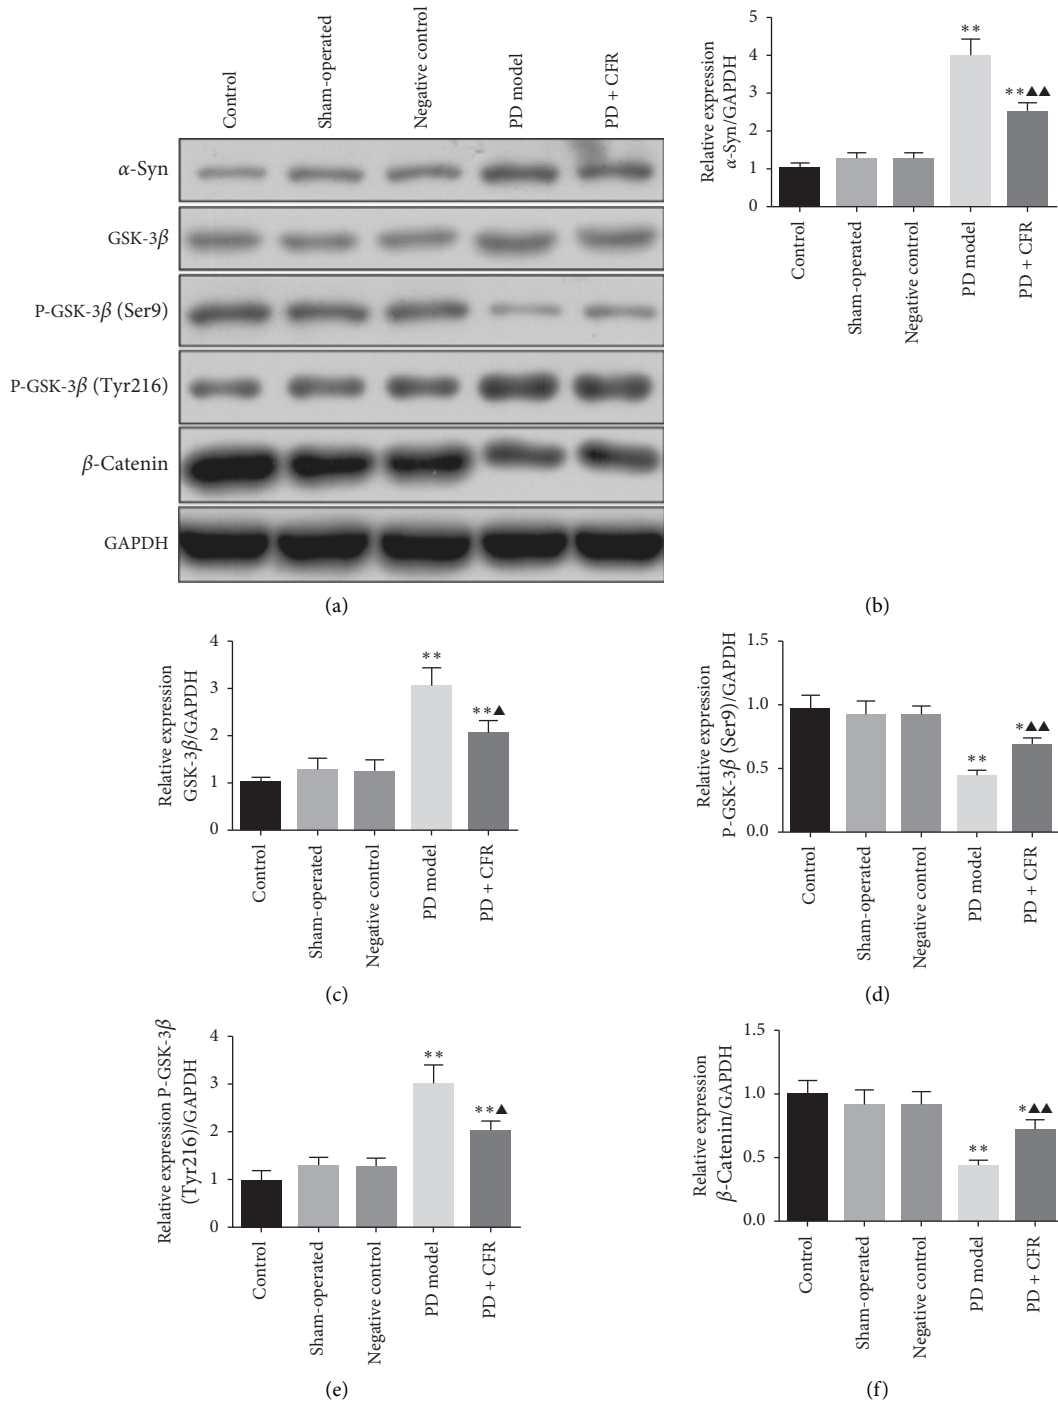 Control
Sham-operated
Negative control
PD model
PD + CFR
α-Syn
GSK-3β
P-GSK-3β (Ser9)
P-GSK-3β (Tyr216)
β-Catenin
GAPDH
(a)
Relative expression
α-Syn/GAPDH
5
4
3
2
1
0
**
**▲▲
Control
Sham-operated
Negative control
PD model
PD + CFR
(b)
Relative expression
GSK-3β/GAPDH
4
3
2
1
0
**
**▲
Control
Sham-operated
Negative control
PD model
PD + CFR
(c)
Relative expression
P-GSK-3β (Ser9)/GAPDH
1.5
1.0
0.5
0.0
**
*▲▲
Control
Sham-operated
Negative control
PD model
PD + CFR
(d)
Relative expression P-GSK-3β
(Tyr216)/GAPDH
4
3
2
1
0
**
**▲
Control
Sham-operated
Negative control
PD model
PD + CFR
(e)
Relative expression
β-Catenin/GAPDH
1.5
1.0
0.5
0.0
**
*▲▲
Control
Sham-operated
Negative control
PD model
PD + CFR
(f)